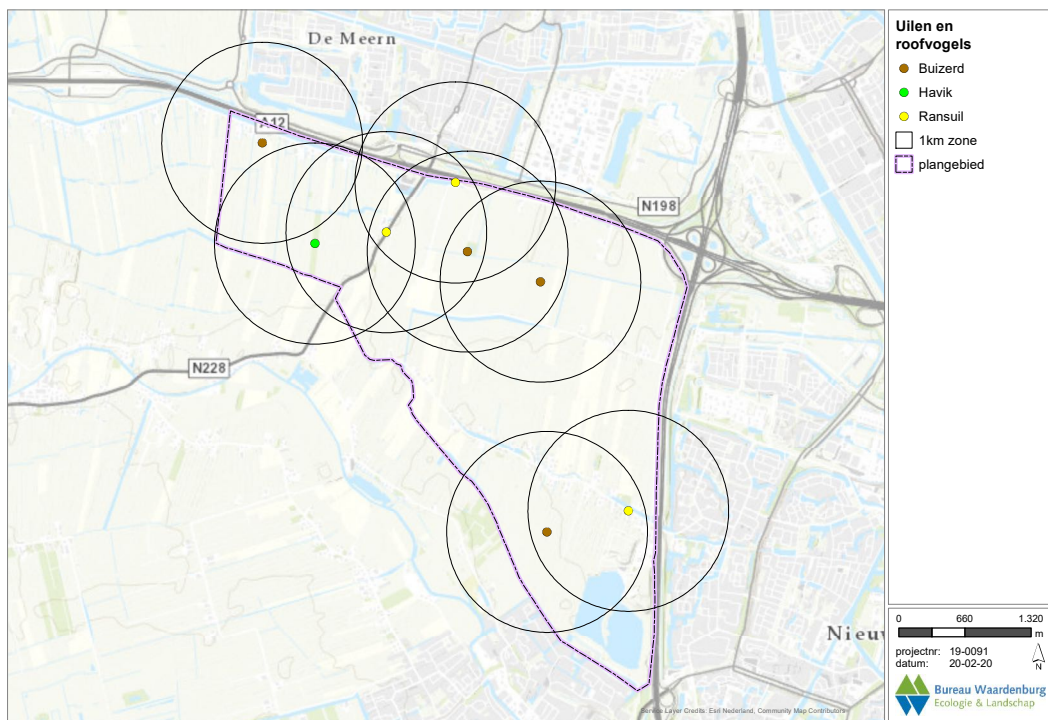 De Meern
A12
N198
N228
Nieuw
Service Layer Credits: Esri Nederland, Community Map Contributors
Uilen en
roofvogels
Buizerd
Havik
Ransuil
1km zone
plangebied
0 660 1.320
m
projectnr: 19-0091
datum: 20-02-20
N
Bureau Waardenburg
Ecologie & Landschap